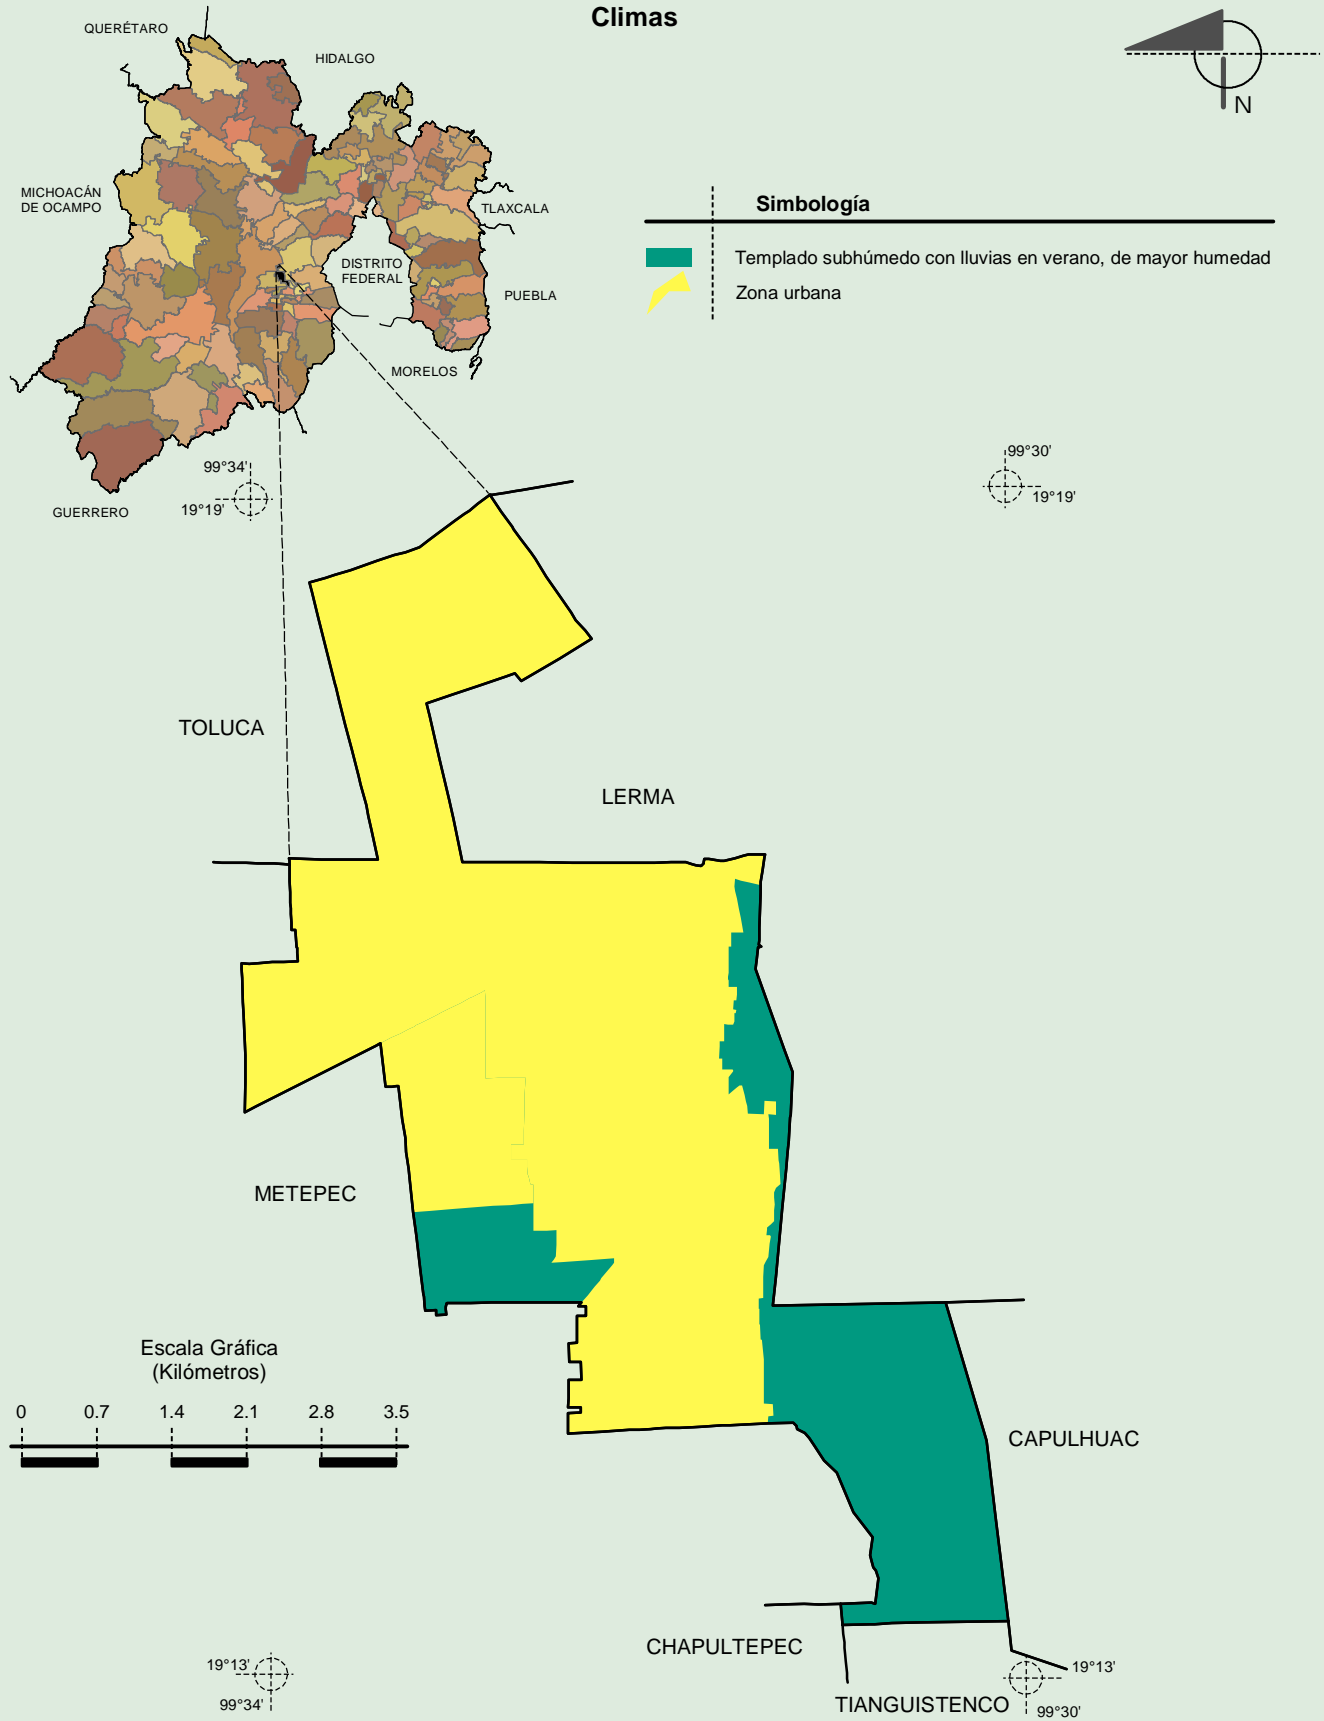 Climas
QUERÉTARO
HIDALGO
N
MICHOACÁN
DE OCAMPO
TLAXCALA
DISTRITO
FEDERAL
PUEBLA
MORELOS
GUERRERO
Simbología
Templado subhúmedo con lluvias en verano, de mayor humedad
Zona urbana
99°34'
19°19'
99°30'
19°19'
TOLUCA
LERMA
METEPEC
Escala Gráfica
(Kilómetros)
0 0.7 1.4 2.1 2.8 3.5
CAPULHUAC
CHAPULTEPEC
TIANGUISTENCO
19°13'
99°34'
19°13'
99°30'